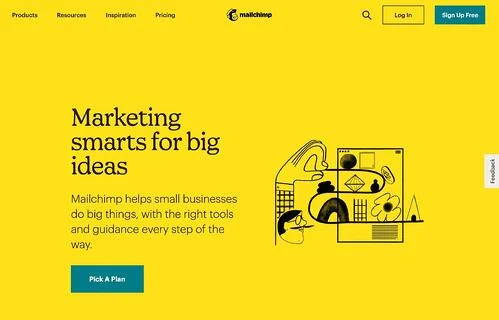 Products Resources Inspiration Pricing mailchimp Log In Sign Up Free
Marketing
smarts for big
ideas
Mailchimp helps small businesses
do big things, with the right tools
and guidance every step of the
way.
Pick A Plan
Feedback